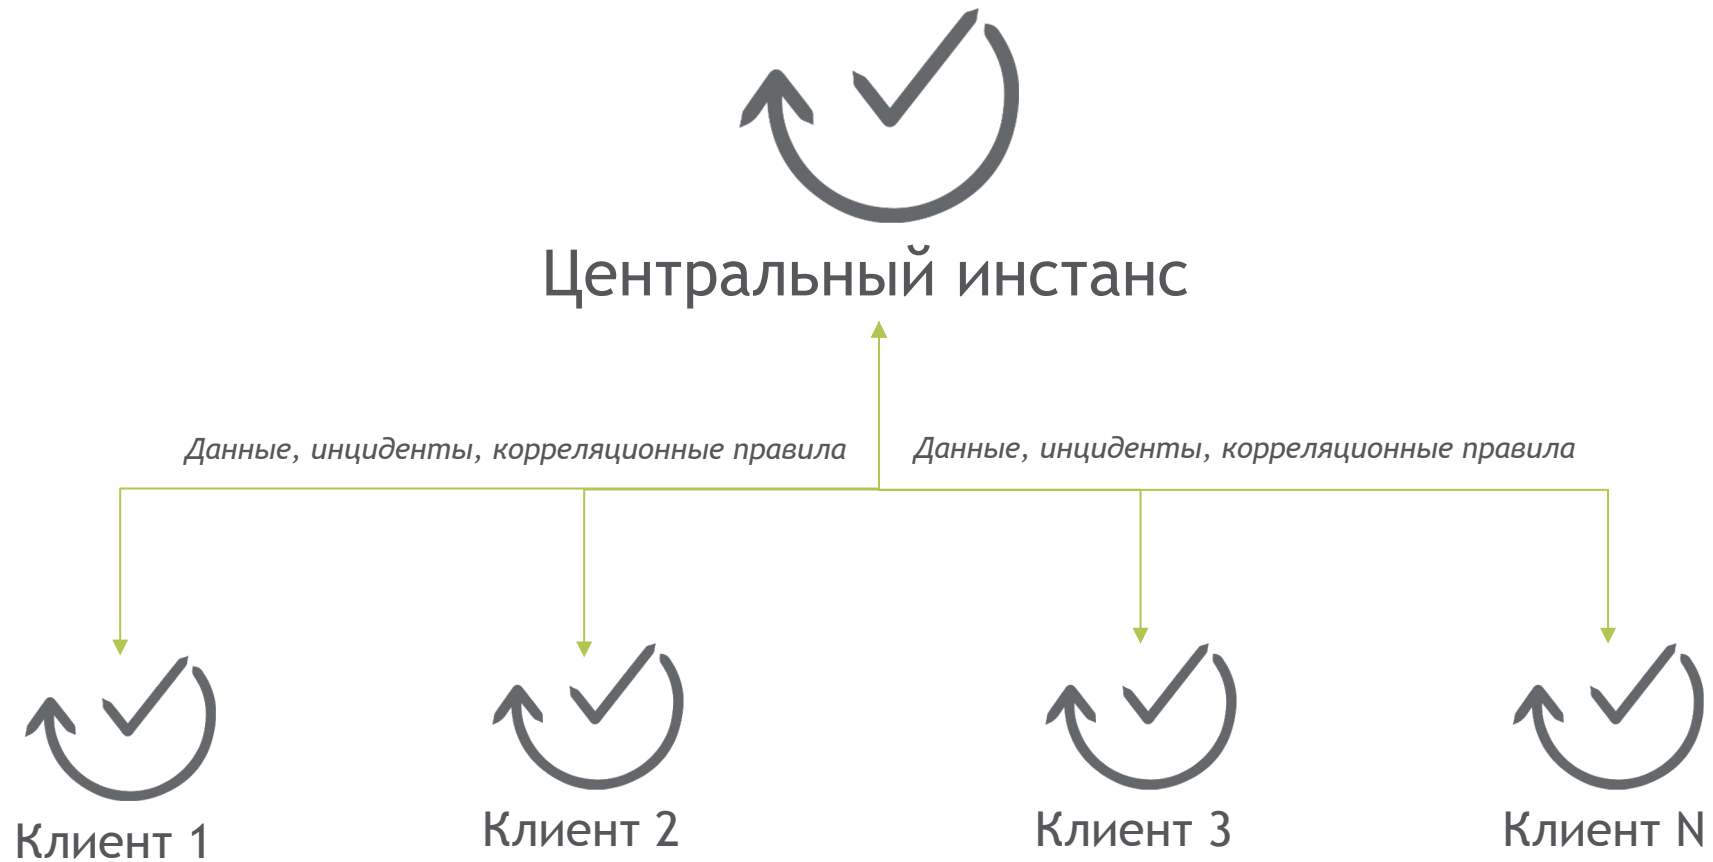 Центральный инстанс
Данные, инциденты, корреляционные правила
Данные, инциденты, корреляционные правила
Клиент 1
Клиент 2
Клиент 3
Клиент N